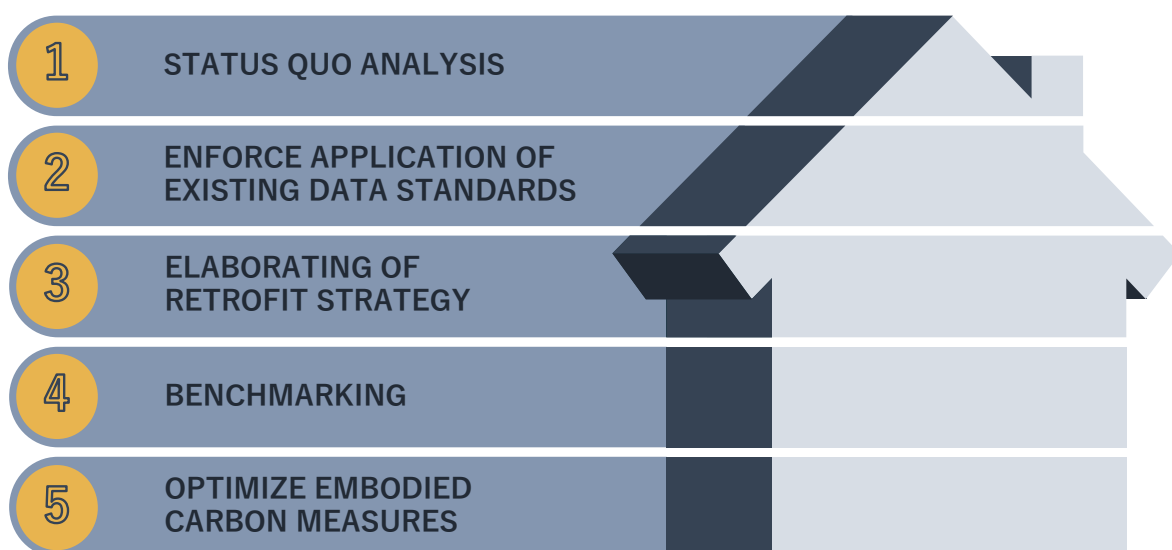 1
STATUS QUO ANALYSIS
2
ENFORCE APPLICATION OF
EXISTING DATA STANDARDS
3
ELABORATING OF
RETROFIT STRATEGY
4
BENCHMARKING
5
OPTIMIZE EMBODIED
CARBON MEASURES